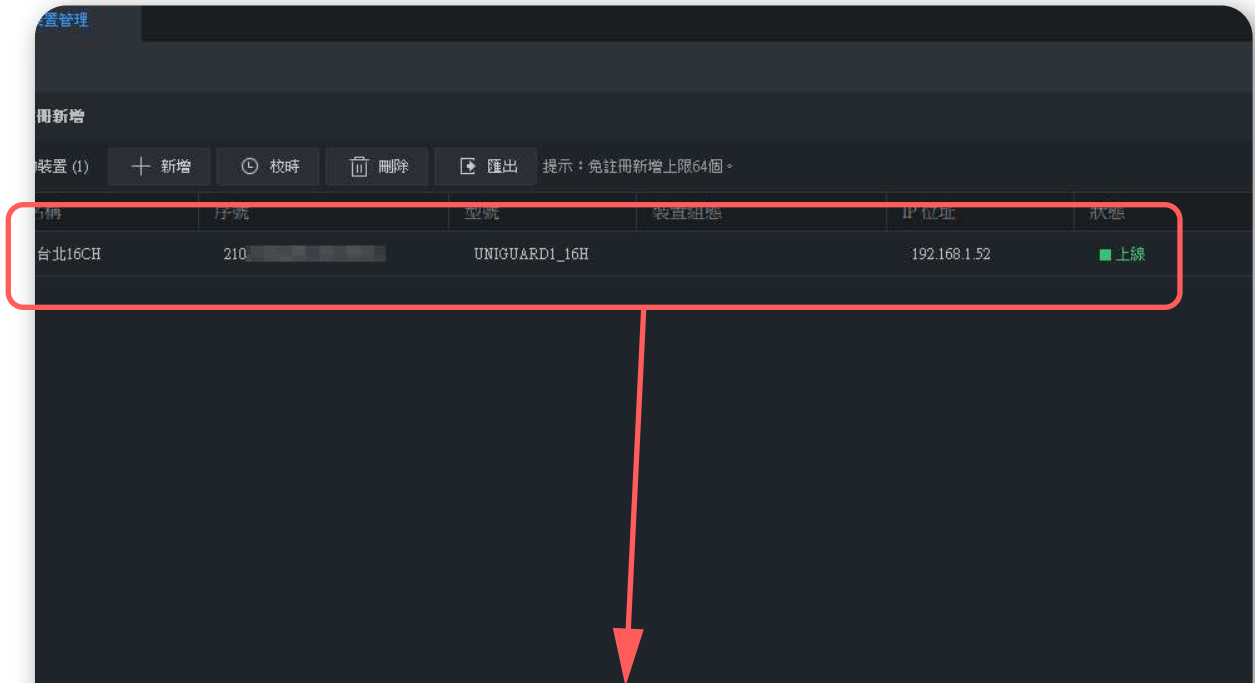 置管理
冊新增
裝置 (1) 新增 校時 刪除 匯出 提示：免註冊新增上限64個。
名稱 序號 型號 裝置組態 IP 位址 狀態
台北16CH 210 UNIGUARD1_16H 192.168.1.52 上線